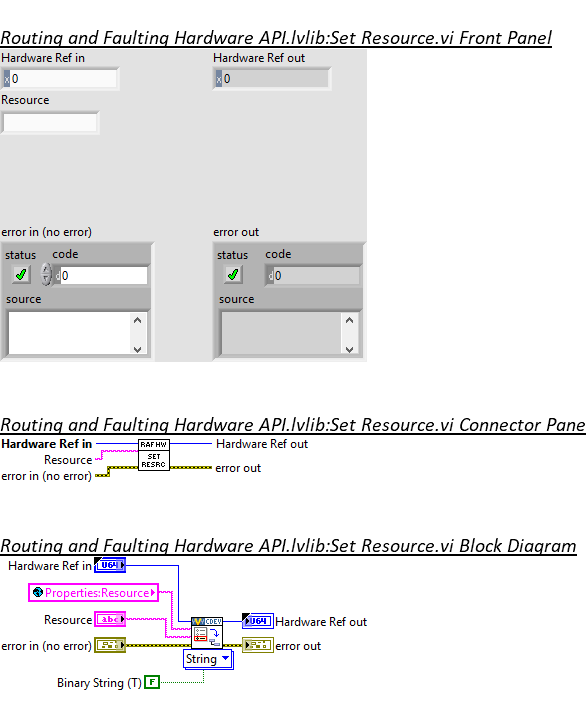 Routing and Faulting Hardware API.lvlib:Set Resource.vi Front Panel
Hardware Ref in
Hardware Ref out
x 0
x 0
Resource
error in (no error)
error out
status code
status code
d 0
d 0
source
source
Routing and Faulting Hardware API.lvlib:Set Resource.vi Connector Pane
Hardware Ref in
RAF HW
Hardware Ref out
Resource
SET
RESRC
error out
error in (no error)
Routing and Faulting Hardware API.lvlib:Set Resource.vi Block Diagram
Hardware Ref in U64
Properties:Resource
CDEV
Resource abc
U64 Hardware Ref out
error in (no error)
error out
String
Binary String (T) F